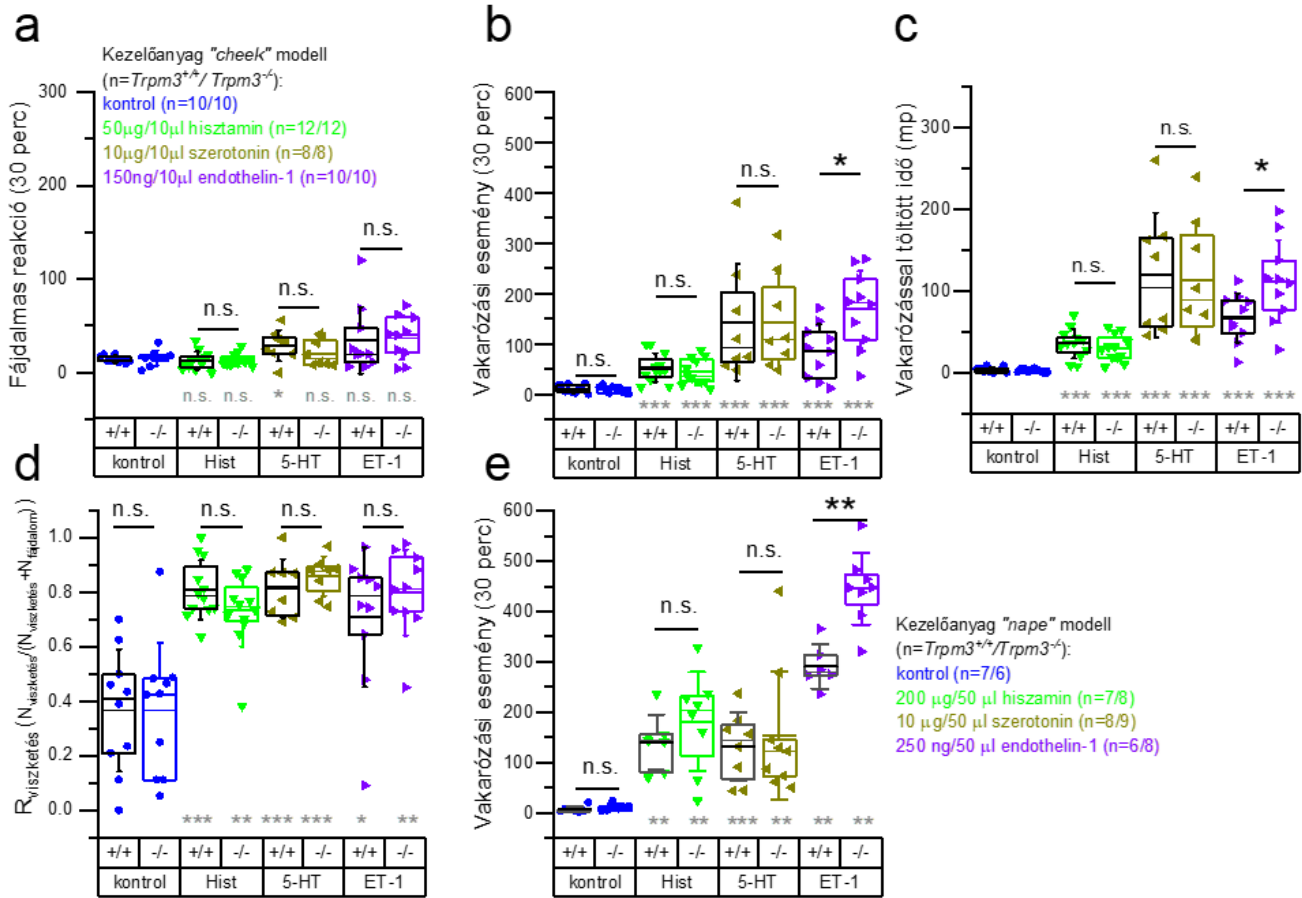 a
Kezelőanyag "cheek" modell
(n=Trpm3+/+/ Trpm3-/-):
kontrol (n=10/10)
50μg/10μl hisztamin (n=12/12)
10μg/10μl szerotonin (n=8/8)
150ng/10μl endothelin-1 (n=10/10)
Fájdalmas reakció (30 perc)
300
200
100
0
n.s.
n.s.
n.s.
n.s.
n.s.
*
n.s.
n.s.
n.s.
+/+
-/-
+/+
-/-
+/+
-/-
+/+
-/-
kontrol
Hist
5-HT
ET-1
b
Vakarózási esemény (30 perc)
600
500
400
300
200
100
0
n.s.
n.s.
n.s.
*
***
***
***
***
***
***
+/+
-/-
+/+
-/-
+/+
-/-
+/+
-/-
kontrol
Hist
5-HT
ET-1
c
Vakarózással töltött idő (mp)
300
200
100
0
n.s.
n.s.
*
***
***
***
***
***
***
+/+
-/-
+/+
-/-
+/+
-/-
+/+
-/-
kontrol
Hist
5-HT
ET-1
d
Rviszketés (Nviszketés/(Nviszketés+Nfájdalom))
1.0
0.8
0.6
0.4
0.2
0.0
n.s.
n.s.
n.s.
n.s.
***
**
***
***
*
**
+/+
-/-
+/+
-/-
+/+
-/-
+/+
-/-
kontrol
Hist
5-HT
ET-1
e
Vakarózási esemény (30 perc)
600
500
400
300
200
100
0
n.s.
n.s.
n.s.
**
**
**
***
**
**
**
+/+
-/-
+/+
-/-
+/+
-/-
+/+
-/-
kontrol
Hist
5-HT
ET-1
Kezelőanyag "nape" modell
(n=Trpm3+/+/Trpm3-/-):
kontrol (n=7/6)
200 μg/50 μl hiszamin (n=7/8)
10 μg/50 μl szerotonin (n=8/9)
250 ng/50 μl endothelin-1 (n=6/8)